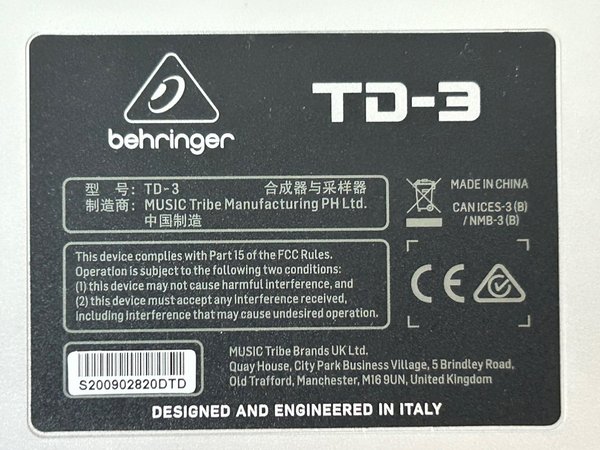 behringer
TD-3
型 号: TD-3 合成器与采样器
制造商: MUSIC Tribe Manufacturing PH Ltd.
中国制造
MADE IN CHINA
CAN ICES-3 (B)
/ NMB-3 (B)
This device complies with Part 15 of the FCC Rules.
Operation is subject to the following two conditions:
(1) this device may not cause harmful interference, and
(2) this device must accept any interference received,
including interference that may cause undesired operation.
CE
S200902820DTD
MUSIC Tribe Brands UK Ltd.
Quay House, City Park Business Village, 5 Brindley Road,
Old Trafford, Manchester, M16 9UN, United Kingdom
DESIGNED AND ENGINEERED IN ITALY